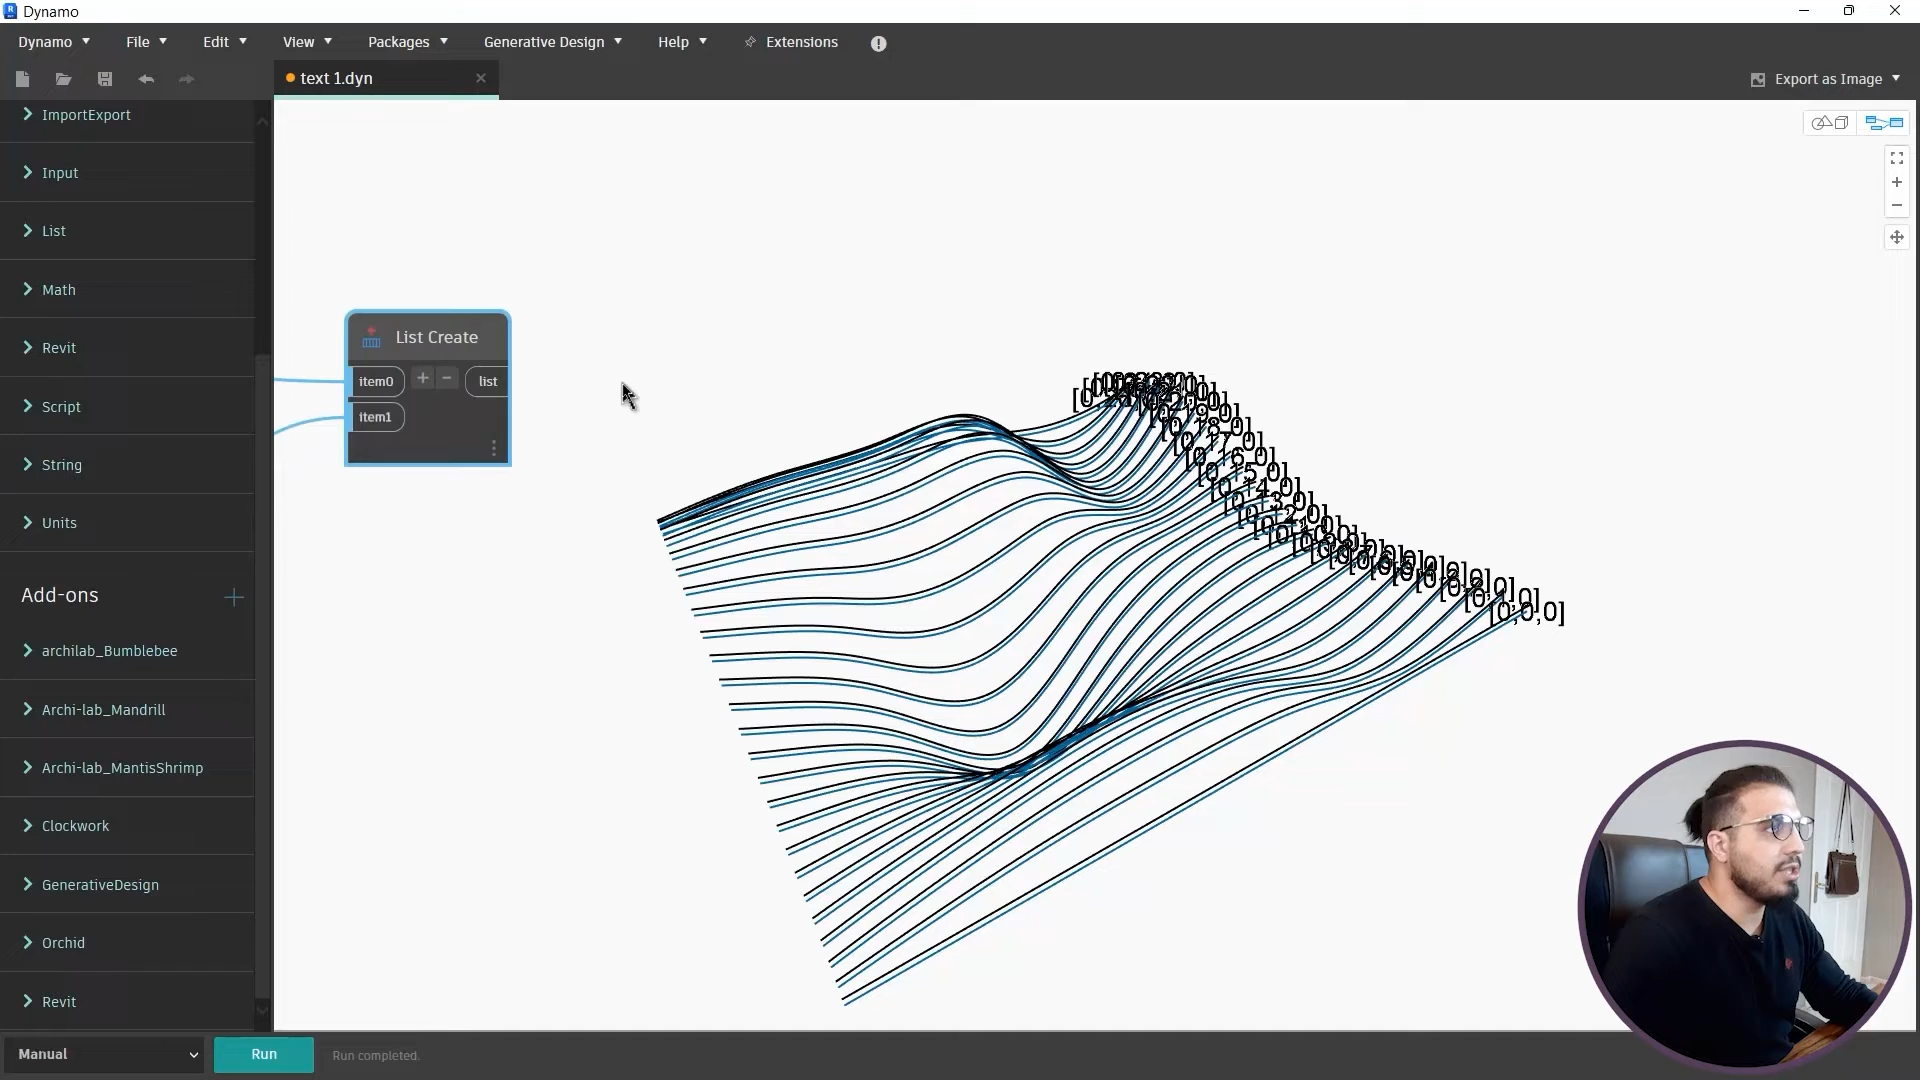 Dynamo
Dynamo File Edit View Packages Generative Design Help Extensions
text 1.dyn
Export as Image
ImportExport
Input
List
Math
Revit
Script
String
Units
Add-ons
archilab_Bumblebee
Archi-lab_Mandrill
Archi-lab_MantisShrimp
Clockwork
GenerativeDesign
Orchid
Revit
List Create
item0 + - list
item1
[0,0,0]
Manual Run Run completed.